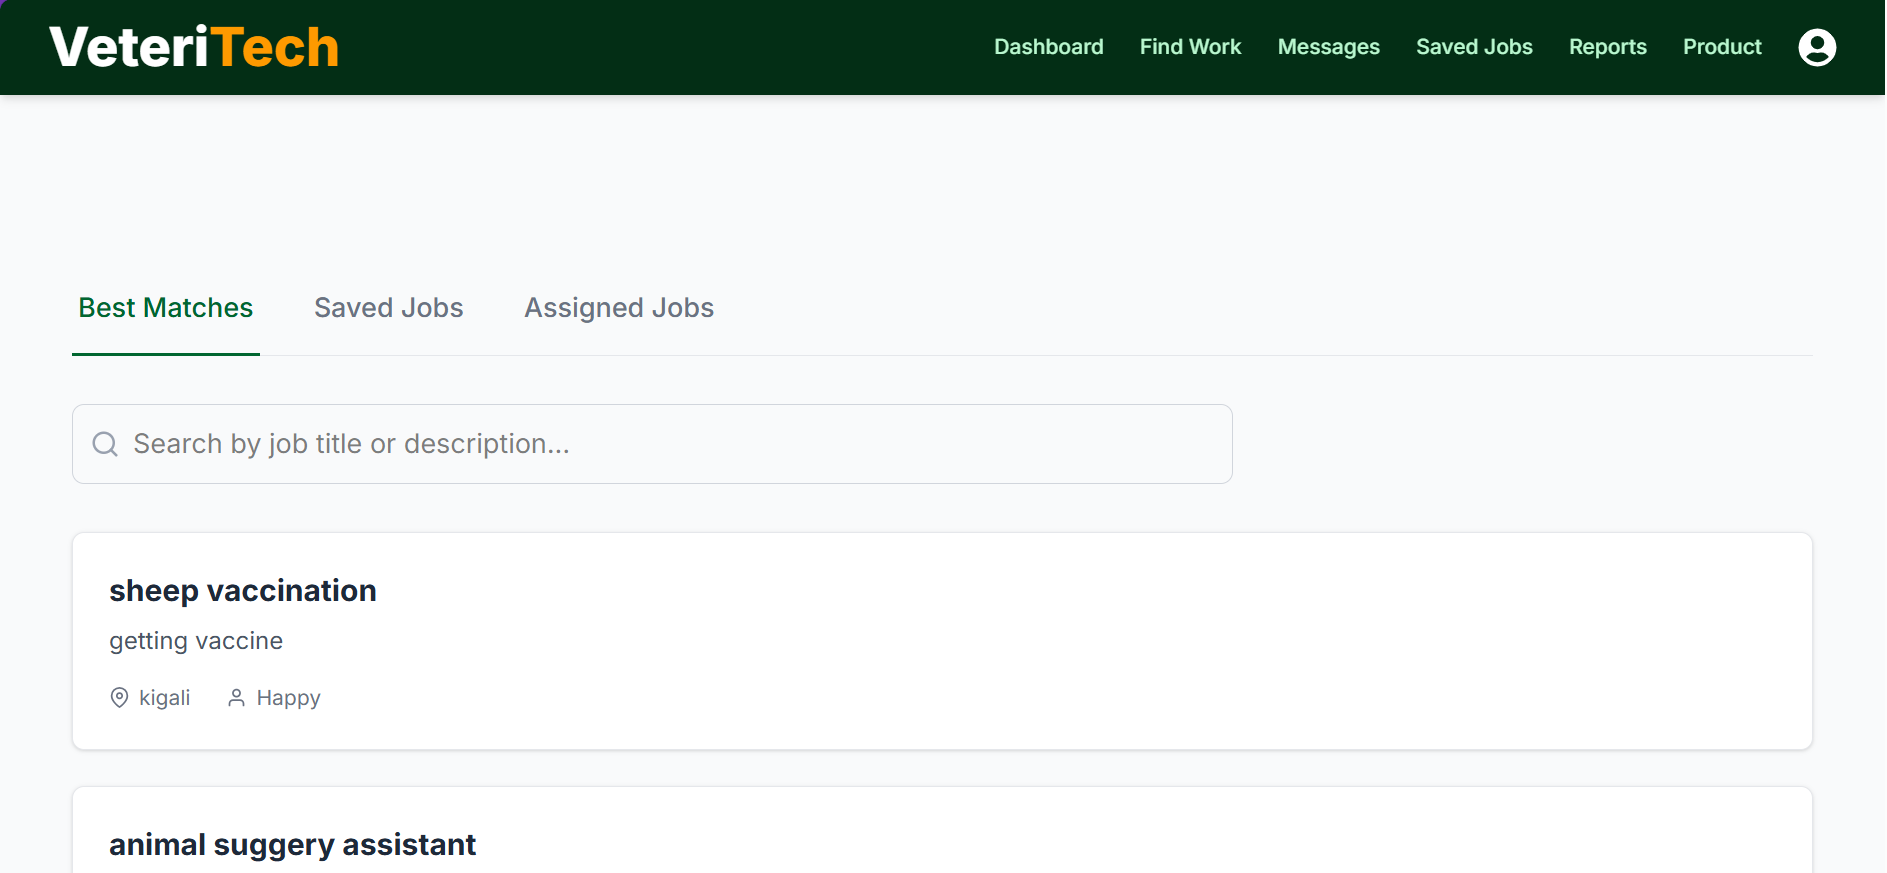 VeteriTech Dashboard Find Work Messages Saved Jobs Reports Product
Best Matches Saved Jobs Assigned Jobs
Search by job title or description...
sheep vaccination
getting vaccine
kigali Happy
animal suggery assistant